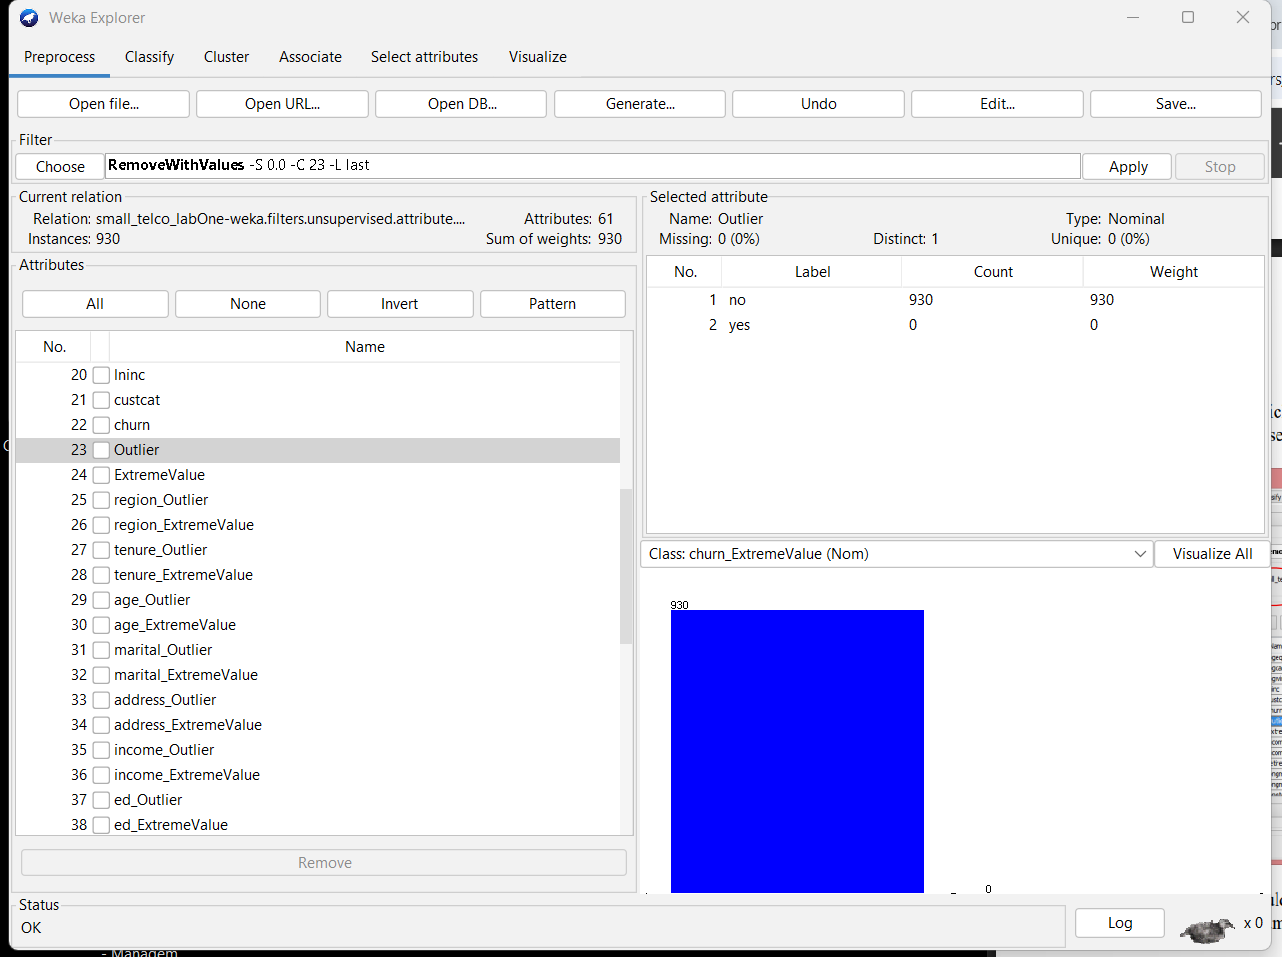 Weka Explorer
Preprocess Classify Cluster Associate Select attributes Visualize
Open file... Open URL... Open DB... Generate... Undo Edit... Save...
Filter
Choose RemoveWithValues -S 0.0 -C 23 -L last Apply Stop
Current relation
Relation: small_telco_labOne-weka.filters.unsupervised.attribute.... Attributes: 61
Instances: 930 Sum of weights: 930
Selected attribute
Name: Outlier Type: Nominal
Missing: 0 (0%) Distinct: 1 Unique: 0 (0%)
Attributes
All None Invert Pattern
No. Name
20 lninc
21 custcat
22 churn
23 Outlier
24 ExtremeValue
25 region_Outlier
26 region_ExtremeValue
27 tenure_Outlier
28 tenure_ExtremeValue
29 age_Outlier
30 age_ExtremeValue
31 marital_Outlier
32 marital_ExtremeValue
33 address_Outlier
34 address_ExtremeValue
35 income_Outlier
36 income_ExtremeValue
37 ed_Outlier
38 ed_ExtremeValue
Remove
No. Label Count Weight
1 no 930 930
2 yes 0 0
Class: churn_ExtremeValue (Nom) Visualize All
930
0
Status
OK
Log x 0
- Managem